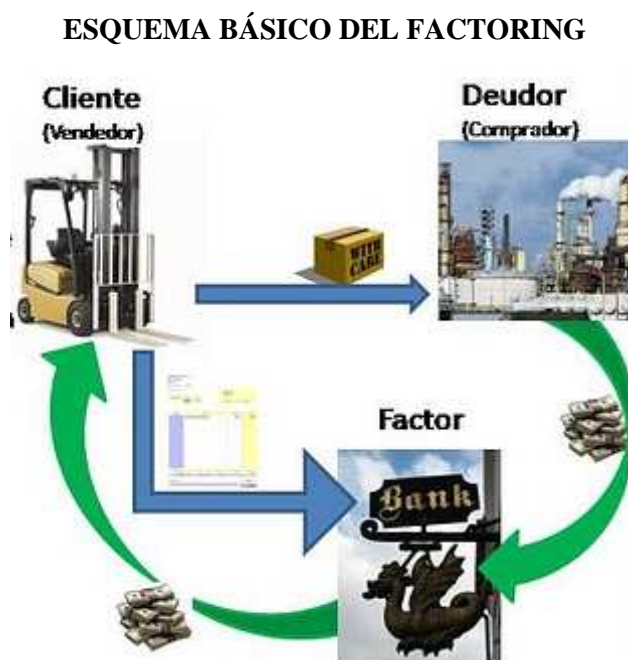 ESQUEMA BÁSICO DEL FACTORING
Cliente
(Vendedor)
Deudor
(Comprador)
WITH
CARE
Factor
Bank